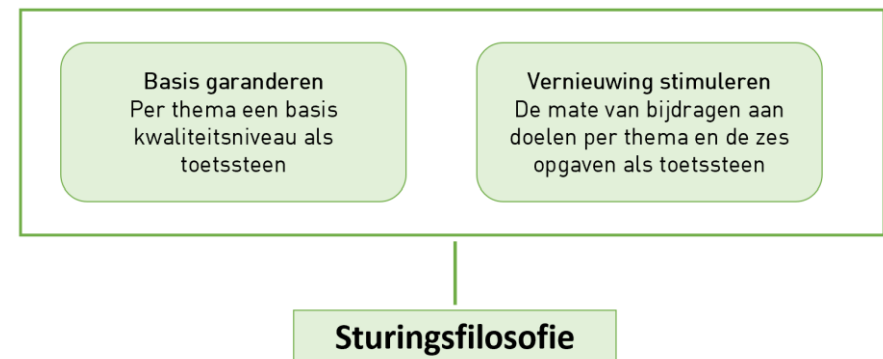 Basis garanderen
Per thema een basis
kwaliteitsniveau als
toetssteen
Vernieuwing stimuleren
De mate van bijdragen aan
doelen per thema en de zes
opgaven als toetssteen
Sturingsfilosofie